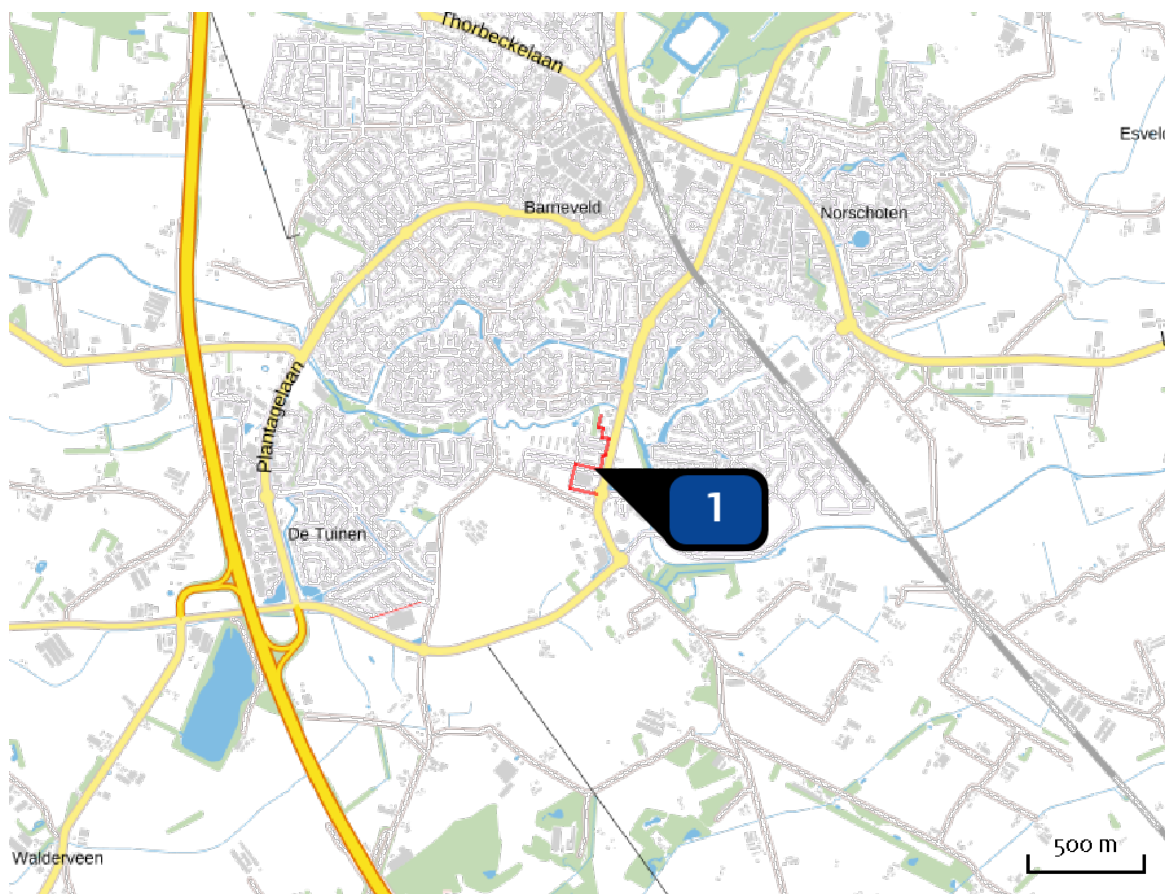 Thorbeckelaan
Esveld
Barneveld
Norschoten
Plantagelaan
1
De Tuinen
500 m
Walderveen